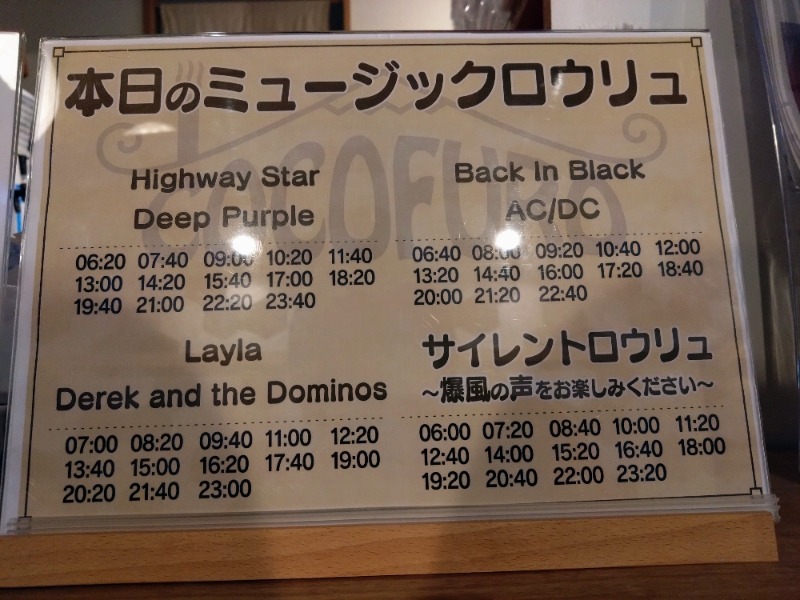 本日のミュージックロウリュ
COCOFURO
Highway Star
Deep Purple
06:20 07:40 09:00 10:20 11:40
13:00 14:20 15:40 17:00 18:20
19:40 21:00 22:20 23:40
Back In Black
AC/DC
06:40 08:00 09:20 10:40 12:00
13:20 14:40 16:00 17:20 18:40
20:00 21:20 22:40
Layla
Derek and the Dominos
07:00 08:20 09:40 11:00 12:20
13:40 15:00 16:20 17:40 19:00
20:20 21:40 23:00
サイレントロウリュ
～爆風の声をお楽しみください～
06:00 07:20 08:40 10:00 11:20
12:40 14:00 15:20 16:40 18:00
19:20 20:40 22:00 23:20